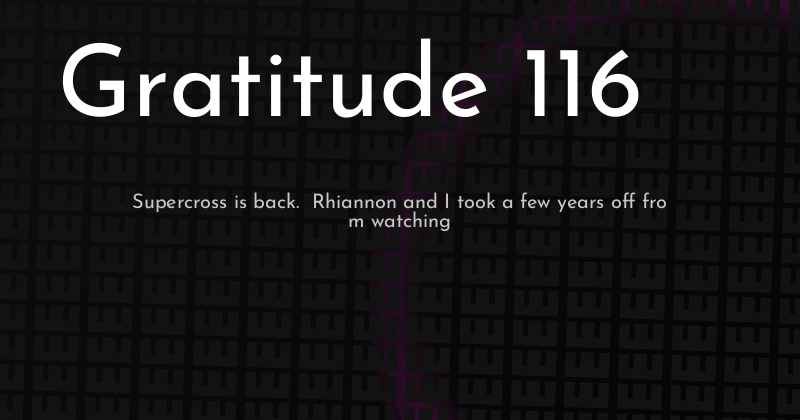 Gratitude 116
Supercross is back.  Rhiannon and I took a few years off fro
m watching